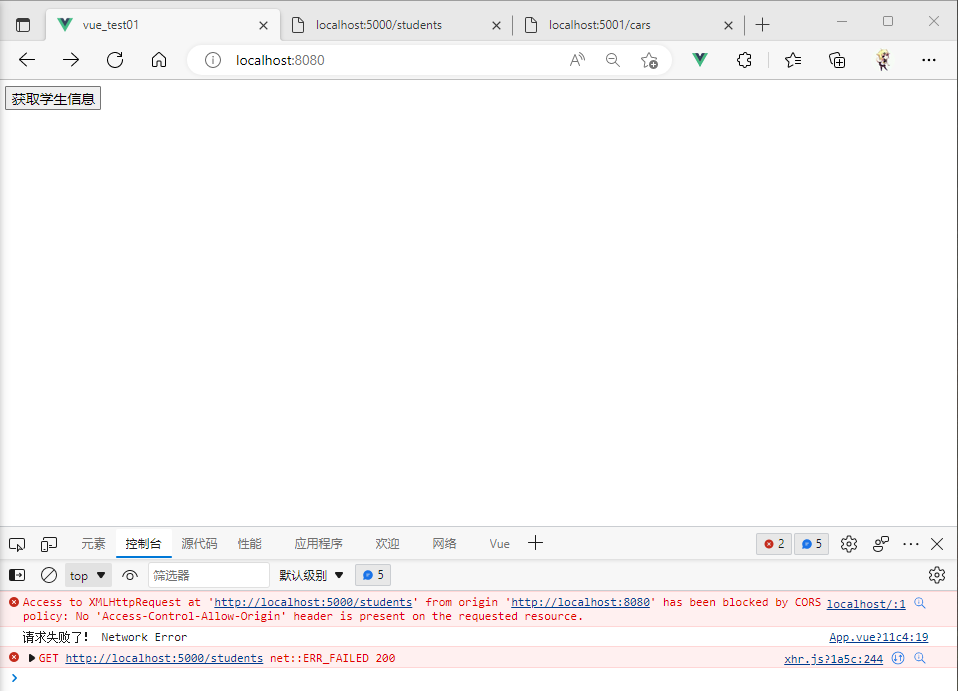 vue_test01
localhost:5000/students
localhost:5001/cars
localhost:8080
获取学生信息
元素 控制台 源代码 性能 应用程序 欢迎 网络 Vue 2 5
top 筛选器 默认级别 5
Access to XMLHttpRequest at 'http://localhost:5000/students' from origin 'http://localhost:8080' has been blocked by CORS localhost/:1
policy: No 'Access-Control-Allow-Origin' header is present on the requested resource.
请求失败了! Network Error App.vue?11c4:19
GET http://localhost:5000/students net::ERR_FAILED 200 xhr.js?1a5c:244